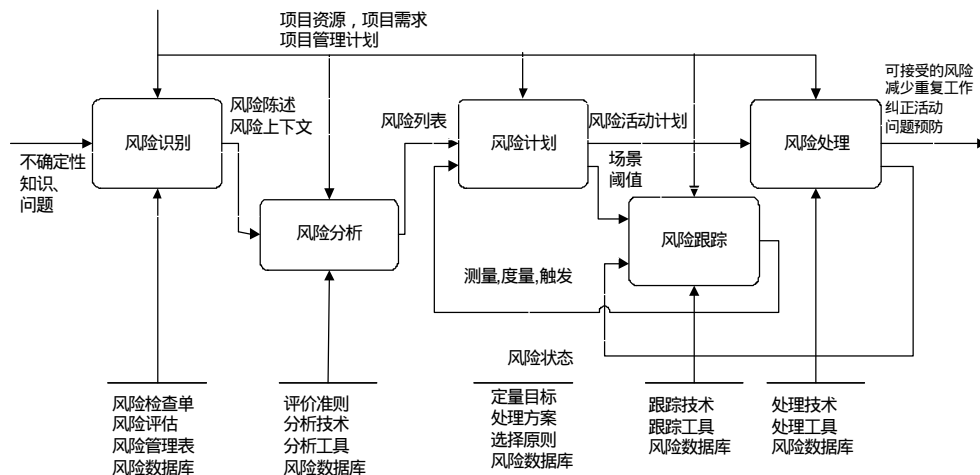 项目资源，项目需求
项目管理计划
可接受的风险
减少重复工作
纠正活动
问题预防
风险陈述
风险上下文
风险列表
风险活动计划
风险识别
风险计划
风险处理
不确定性
知识、
问题
场景
阈值
风险分析
风险跟踪
测量,度量,触发
风险状态
风险检查单
风险评估
风险管理表
风险数据库
评价准则
分析技术
分析工具
风险数据库
定量目标
处理方案
选择原则
风险数据库
跟踪技术
跟踪工具
风险数据库
处理技术
处理工具
风险数据库